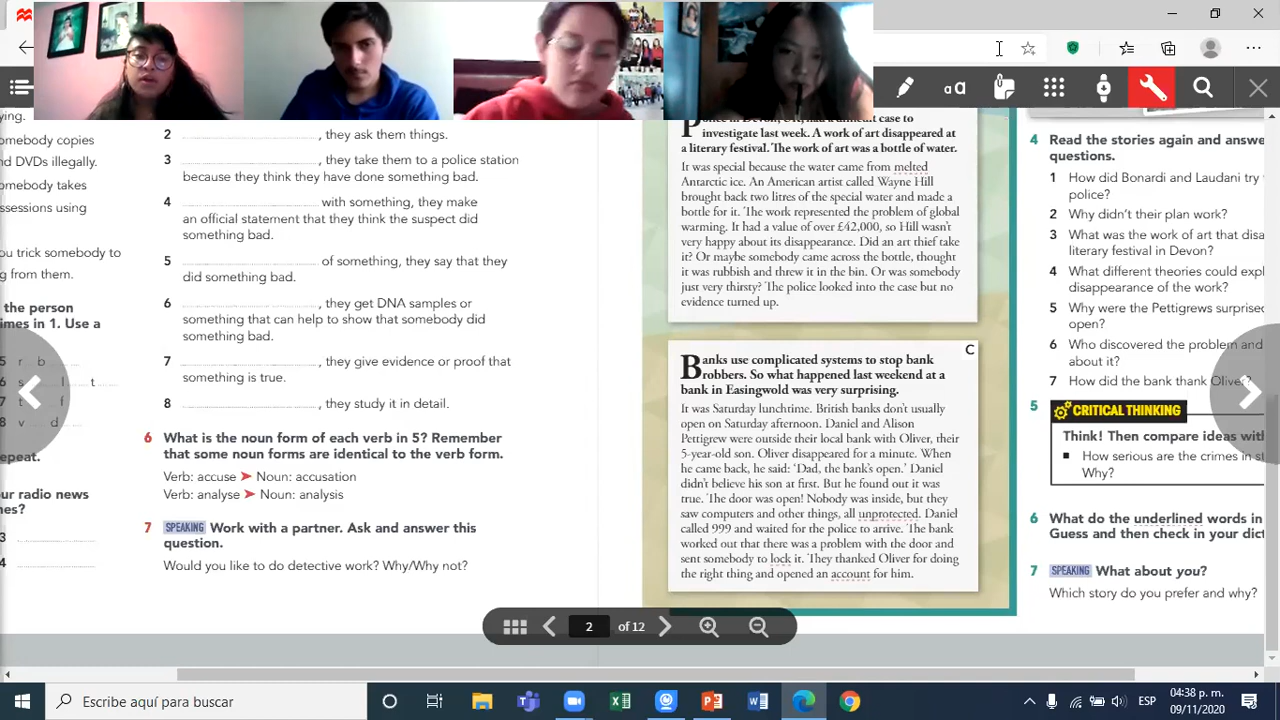 ying.
omebody copies
nd DVDs illegally.
omebody takes
ssessions using
ou trick somebody to
g from them.
the person
imes in 1. Use a
5 r b
6 s l t
7 t f
8 v d
epeat.
ur radio news
nes?
3
4
2 , they ask them things.
3 , they take them to a police station
because they think they have done something bad.
4 with something, they make
an official statement that they think the suspect did
something bad.
5 of something, they say that they
did something bad.
6 , they get DNA samples or
something that can help to show that somebody did
something bad.
7 , they give evidence or proof that
something is true.
8 , they study it in detail.
6 What is the noun form of each verb in 5? Remember
that some noun forms are identical to the verb form.
Verb: accuse ➤ Noun: accusation
Verb: analyse ➤ Noun: analysis
7 SPEAKING Work with a partner. Ask and answer this
question.
Would you like to do detective work? Why/Why not?
Police in Devon, UK, had a difficult case to
investigate last week. A work of art disappeared at
a literary festival. The work of art was a bottle of water.
It was special because the water came from melted
Antarctic ice. An American artist called Wayne Hill
brought back two litres of the special water and made a
bottle for it. The work represented the problem of global
warming. It had a value of over £42,000, so Hill wasn't
very happy about its disappearance. Did an art thief take
it? Or maybe somebody came across the bottle, thought
it was rubbish and threw it in the bin. Or was somebody
just very thirsty? The police looked into the case but no
evidence turned up.
C
Banks use complicated systems to stop bank
robbers. So what happened last weekend at a
bank in Easingwold was very surprising.
It was Saturday lunchtime. British banks don't usually
open on Saturday afternoon. Daniel and Alison
Pettigrew were outside their local bank with Oliver, their
5-year-old son. Oliver disappeared for a minute. When
he came back, he said: 'Dad, the bank's open.' Daniel
didn't believe his son at first. But he found out it was
true. The door was open! Nobody was inside, but they
saw computers and other things, all unprotected. Daniel
called 999 and waited for the police to arrive. The bank
worked out that there was a problem with the door and
sent somebody to lock it. They thanked Oliver for doing
the right thing and opened an account for him.
4 Read the stories again and answer
questions.
1 How did Bonardi and Laudani try
police?
2 Why didn't their plan work?
3 What was the work of art that disa
literary festival in Devon?
4 What different theories could expl
disappearance of the work?
5 Why were the Pettigrews surprised
open?
6 Who discovered the problem and
about it?
7 How did the bank thank Oliver?
5 CRITICAL THINKING
Think! Then compare ideas with
■ How serious are the crimes in st
Why?
6 What do the underlined words in
Guess and then check in your dict
7 SPEAKING What about you?
Which story do you prefer and why?
aa
2 of 12
Escribe aquí para buscar
ESP
04:38 p. m.
09/11/2020